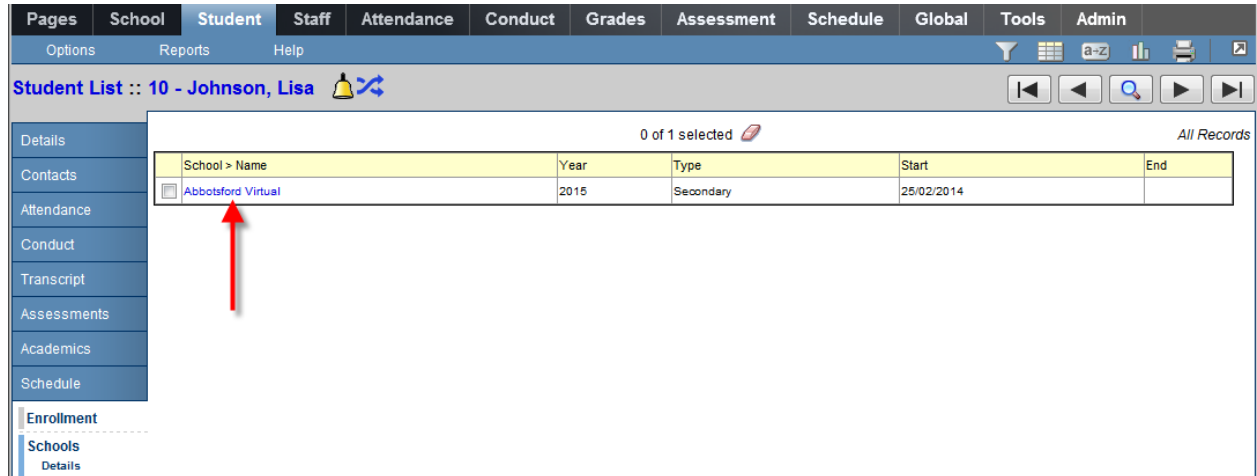 Pages School Student Staff Attendance Conduct Grades Assessment Schedule Global Tools Admin
Options Reports Help a-z
Student List :: 10 - Johnson, Lisa
0 of 1 selected All Records
School > Name Year Type Start End
Abbotsford Virtual 2015 Secondary 25/02/2014
Details
Contacts
Attendance
Conduct
Transcript
Assessments
Academics
Schedule
Enrollment
Schools
Details